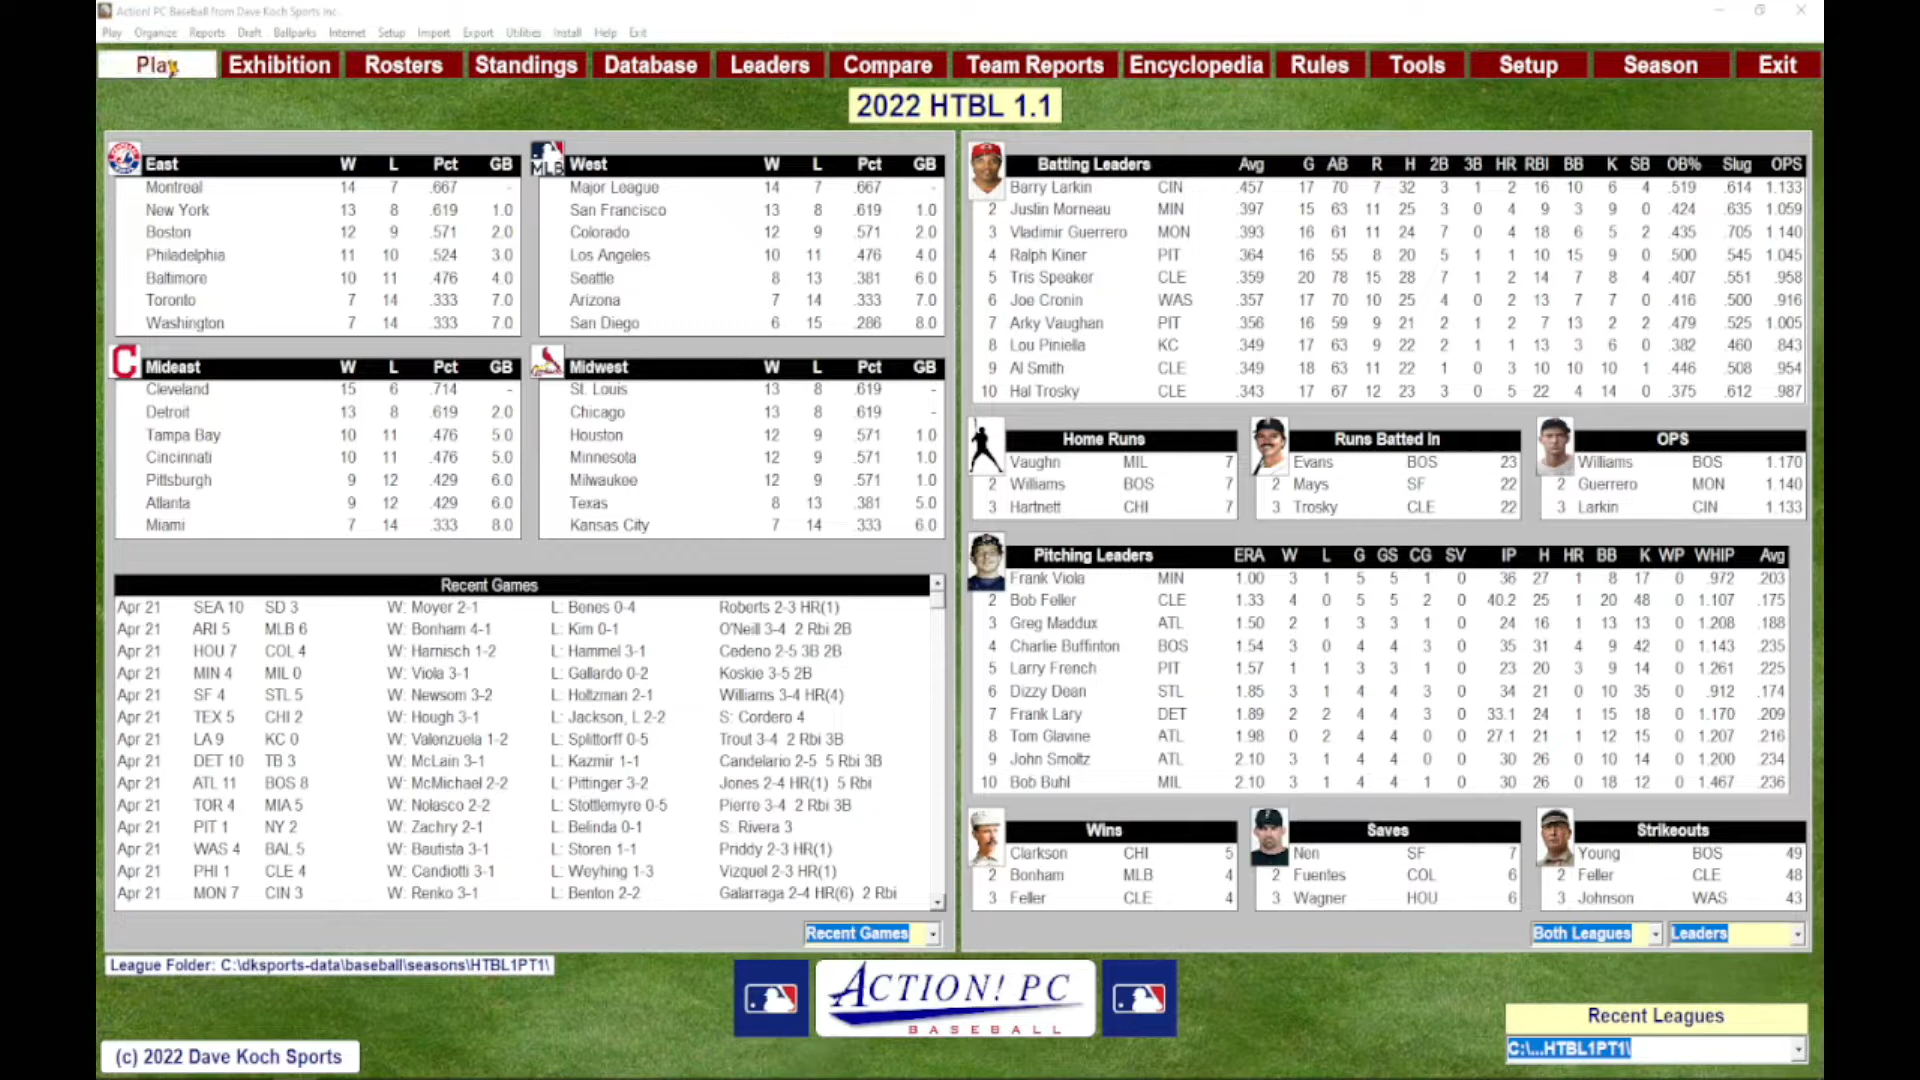 Action! PC Baseball from Dave Koch Sports Inc.
Play Organize Reports Draft Ballparks Internet Setup Import Export Utilities Install Help Exit
Play Exhibition Rosters Standings Database Leaders Compare Team Reports Encyclopedia Rules Tools Setup Season Exit
2022 HTBL 1.1
East W L Pct GB
Montreal 14 7 .667 -
New York 13 8 .619 1.0
Boston 12 9 .571 2.0
Philadelphia 11 10 .524 3.0
Baltimore 10 11 .476 4.0
Toronto 7 14 .333 7.0
Washington 7 14 .333 7.0
MLB
West W L Pct GB
Major League 14 7 .667 -
San Francisco 13 8 .619 1.0
Colorado 12 9 .571 2.0
Los Angeles 10 11 .476 4.0
Seattle 8 13 .381 6.0
Arizona 7 14 .333 7.0
San Diego 6 15 .286 8.0
C
Mideast W L Pct GB
Cleveland 15 6 .714 -
Detroit 13 8 .619 2.0
Tampa Bay 10 11 .476 5.0
Cincinnati 10 11 .476 5.0
Pittsburgh 9 12 .429 6.0
Atlanta 9 12 .429 6.0
Miami 7 14 .333 8.0
Midwest W L Pct GB
St. Louis 13 8 .619 -
Chicago 13 8 .619 -
Houston 12 9 .571 1.0
Minnesota 12 9 .571 1.0
Milwaukee 12 9 .571 1.0
Texas 8 13 .381 5.0
Kansas City 7 14 .333 6.0
Recent Games
Apr 21 SEA 10 SD 3 W: Moyer 2-1 L: Benes 0-4 Roberts 2-3 HR(1)
Apr 21 ARI 5 MLB 6 W: Bonham 4-1 L: Kim 0-1 O'Neill 3-4 2 Rbi 2B
Apr 21 HOU 7 COL 4 W: Harnisch 1-2 L: Hammel 3-1 Cedeno 2-5 3B 2B
Apr 21 MIN 4 MIL 0 W: Viola 3-1 L: Gallardo 0-2 Koskie 3-5 2B
Apr 21 SF 4 STL 5 W: Newsom 3-2 L: Holtzman 2-1 Williams 3-4 HR(4)
Apr 21 TEX 5 CHI 2 W: Hough 3-1 L: Jackson, L 2-2 S: Cordero 4
Apr 21 LA 9 KC 0 W: Valenzuela 1-2 L: Splittorff 0-5 Trout 3-4 2 Rbi 3B
Apr 21 DET 10 TB 3 W: McLain 3-1 L: Kazmir 1-1 Candelario 2-5 5 Rbi 3B
Apr 21 ATL 11 BOS 8 W: McMichael 2-2 L: Pittinger 3-2 Jones 2-4 HR(1) 5 Rbi
Apr 21 TOR 4 MIA 5 W: Nolasco 2-2 L: Stottlemyre 0-5 Pierre 3-4 2 Rbi 3B
Apr 21 PIT 1 NY 2 W: Zachry 2-1 L: Belinda 0-1 S: Rivera 3
Apr 21 WAS 4 BAL 5 W: Bautista 3-1 L: Storen 1-1 Priddy 2-3 HR(1)
Apr 21 PHI 1 CLE 4 W: Candiotti 3-1 L: Weyhing 1-3 Vizquel 2-3 HR(1)
Apr 21 MON 7 CIN 3 W: Renko 3-1 L: Benton 2-2 Galarraga 2-4 HR(6) 2 Rbi
Recent Games
Batting Leaders Avg G AB R H 2B 3B HR RBI BB K SB OB% Slug OPS
Barry Larkin CIN .457 17 70 7 32 3 1 2 16 10 6 4 .519 .614 1.133
2 Justin Morneau MIN .397 15 63 11 25 3 0 4 9 3 9 0 .424 .635 1.059
3 Vladimir Guerrero MON .393 16 61 11 24 7 0 4 18 6 5 2 .435 .705 1.140
4 Ralph Kiner PIT .364 16 55 8 20 5 1 1 10 15 9 0 .500 .545 1.045
5 Tris Speaker CLE .359 20 78 15 28 7 1 2 14 7 8 4 .407 .551 .958
6 Joe Cronin WAS .357 17 70 10 25 4 0 2 13 7 7 0 .416 .500 .916
7 Arky Vaughan PIT .356 16 59 9 21 2 1 2 7 13 2 2 .479 .525 1.005
8 Lou Piniella KC .349 17 63 9 22 2 1 1 13 3 6 0 .382 .460 .843
9 Al Smith CLE .349 18 63 11 22 1 0 3 10 10 10 1 .446 .508 .954
10 Hal Trosky CLE .343 17 67 12 23 3 0 5 22 4 14 0 .375 .612 .987
Home Runs
Vaughn MIL 7
2 Williams BOS 7
3 Hartnett CHI 7
Runs Batted In
Evans BOS 23
2 Mays SF 22
3 Trosky CLE 22
OPS
Williams BOS 1.170
2 Guerrero MON 1.140
3 Larkin CIN 1.133
Pitching Leaders ERA W L G GS CG SV IP H HR BB K WP WHIP Avg
Frank Viola MIN 1.00 3 1 5 5 1 0 36 27 1 8 17 0 .972 .203
2 Bob Feller CLE 1.33 4 0 5 5 2 0 40.2 25 1 20 48 0 1.107 .175
3 Greg Maddux ATL 1.50 2 1 3 3 1 0 24 16 1 13 13 0 1.208 .188
4 Charlie Buffinton BOS 1.54 3 0 4 4 3 0 35 31 4 9 42 0 1.143 .235
5 Larry French PIT 1.57 1 1 3 3 1 0 23 20 3 9 14 0 1.261 .225
6 Dizzy Dean STL 1.85 3 1 4 4 3 0 34 21 0 10 35 0 .912 .174
7 Frank Lary DET 1.89 2 2 4 4 3 0 33.1 24 1 15 18 0 1.170 .209
8 Tom Glavine ATL 1.98 0 2 4 4 0 0 27.1 21 1 12 15 0 1.207 .216
9 John Smoltz ATL 2.10 3 1 4 4 0 0 30 26 0 10 14 0 1.200 .234
10 Bob Buhl MIL 2.10 3 1 4 4 1 0 30 26 0 18 12 0 1.467 .236
Wins
Clarkson CHI 5
2 Bonham MLB 4
3 Feller CLE 4
Saves
Nen SF 7
2 Fuentes COL 6
3 Wagner HOU 6
Strikeouts
Young BOS 49
2 Feller CLE 48
3 Johnson WAS 43
Both Leagues Leaders
League Folder: C:\dksports-data\baseball\seasons\HTBL1PT1\
ACTION! PC
BASEBALL
Recent Leagues
C:\...HTBL1PT1\
(c) 2022 Dave Koch Sports